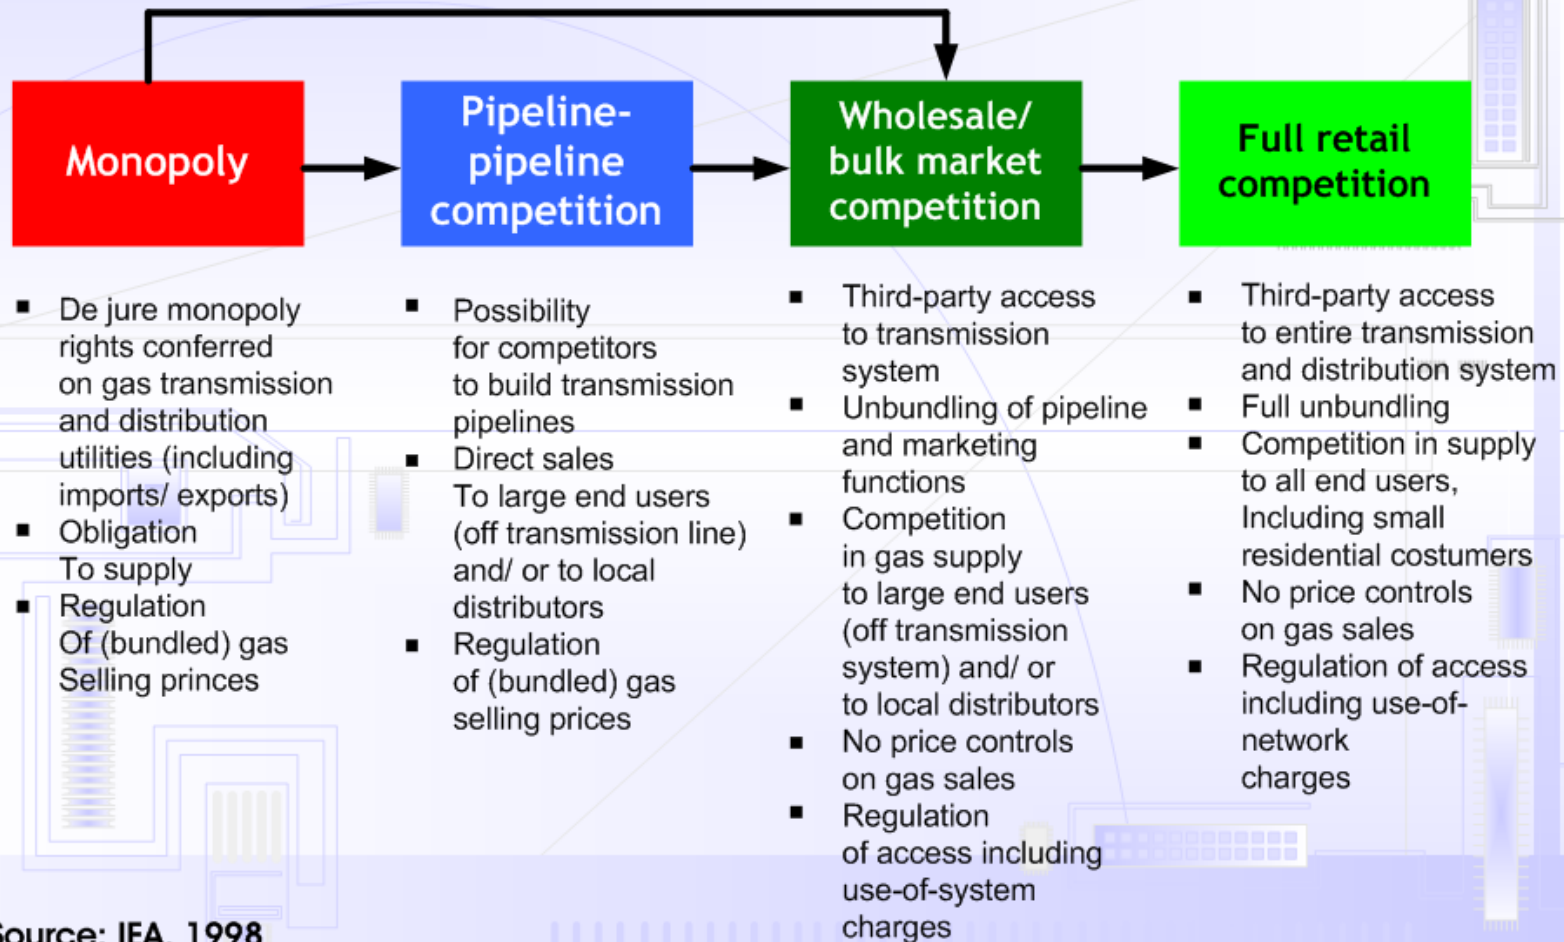 Monopoly
Pipeline-
pipeline
competition
Wholesale/
bulk market
competition
Full retail
competition
▪ De jure monopoly
rights conferred
on gas transmission
and distribution
utilities (including
imports/ exports)
▪ Obligation
To supply
▪ Regulation
Of (bundled) gas
Selling princes
▪ Possibility
for competitors
to build transmission
pipelines
▪ Direct sales
To large end users
(off transmission line)
and/ or to local
distributors
▪ Regulation
of (bundled) gas
selling prices
▪ Third-party access
to transmission
system
▪ Unbundling of pipeline
and marketing
functions
▪ Competition
in gas supply
to large end users
(off transmission
system) and/ or
to local distributors
▪ No price controls
on gas sales
▪ Regulation
of access including
use-of-system
charges
▪ Third-party access
to entire transmission
and distribution system
▪ Full unbundling
▪ Competition in supply
to all end users,
Including small
residential costumers
▪ No price controls
on gas sales
▪ Regulation of access
including use-of-
network
charges
Source: IEA, 1998